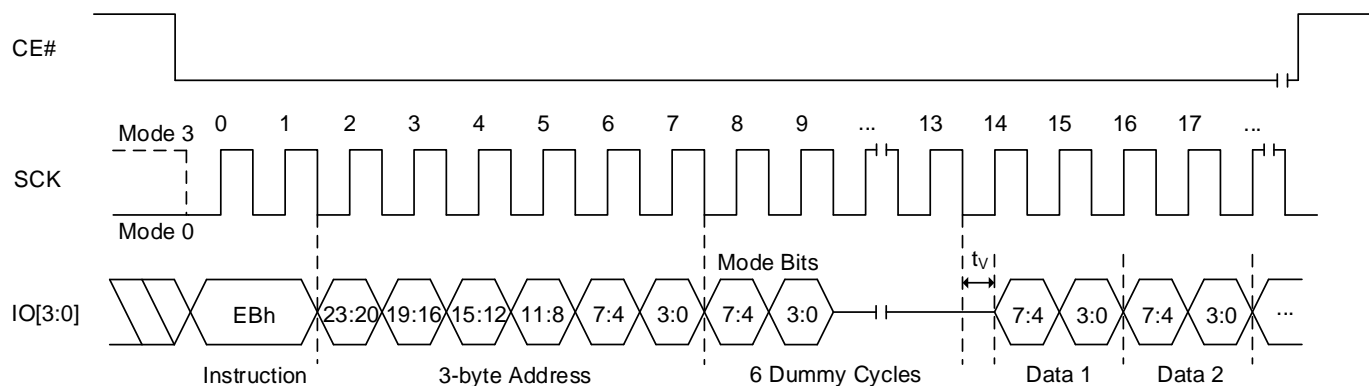 CE#
0 1 2 3 4 5 6 7 8 9 ... 13 14 15 16 17 ...
Mode 3
SCK
Mode 0
Mode Bits
tV
IO[3:0]
EBh 23:20 19:16 15:12 11:8 7:4 3:0 7:4 3:0 7:4 3:0 7:4 3:0 ...
Instruction 3-byte Address 6 Dummy Cycles Data 1 Data 2